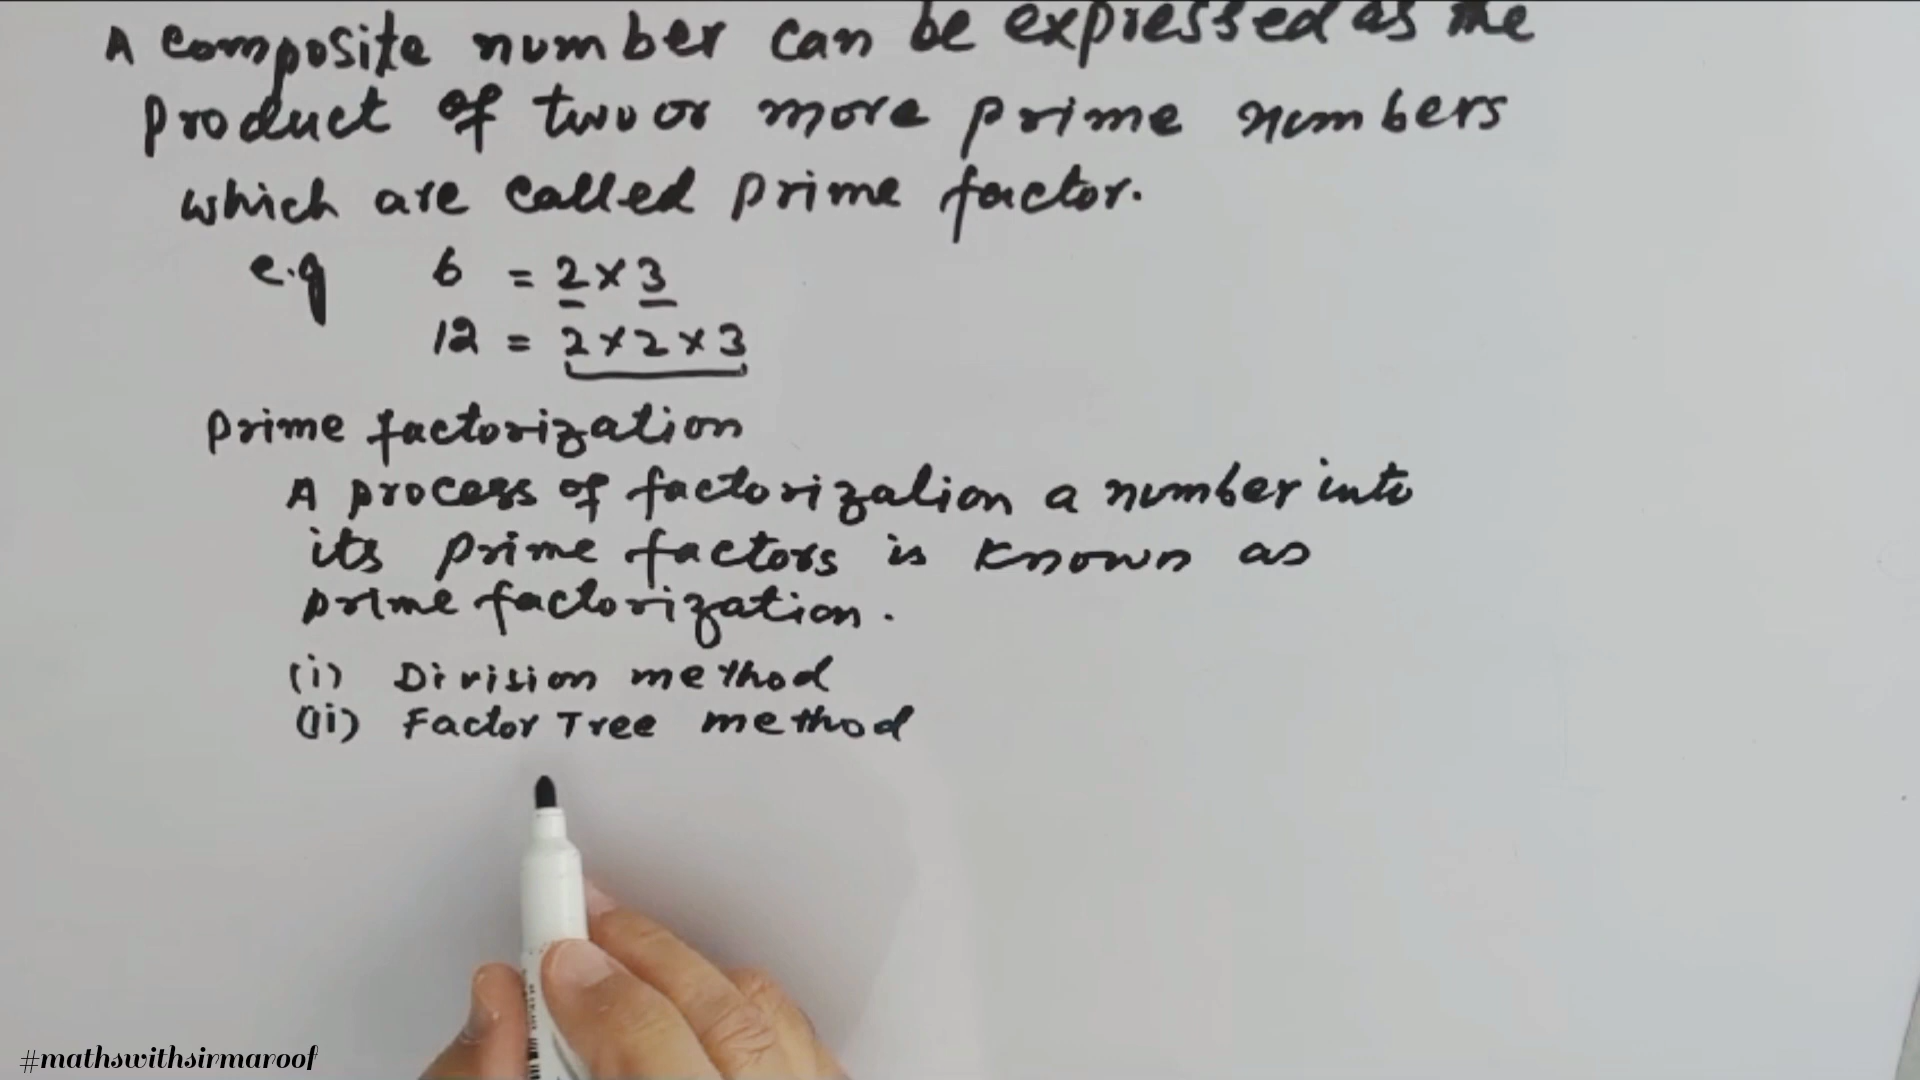 A composite number can be expressed as the
product of two or more prime numbers
which are called prime factor.
e.g 6 = 2 × 3
12 = 2 × 2 × 3
prime factorization
A process of factorization a number into
its prime factors is known as
prime factorization.
(i) Division method
(ii) Factor Tree method
#mathswithsirmaroof